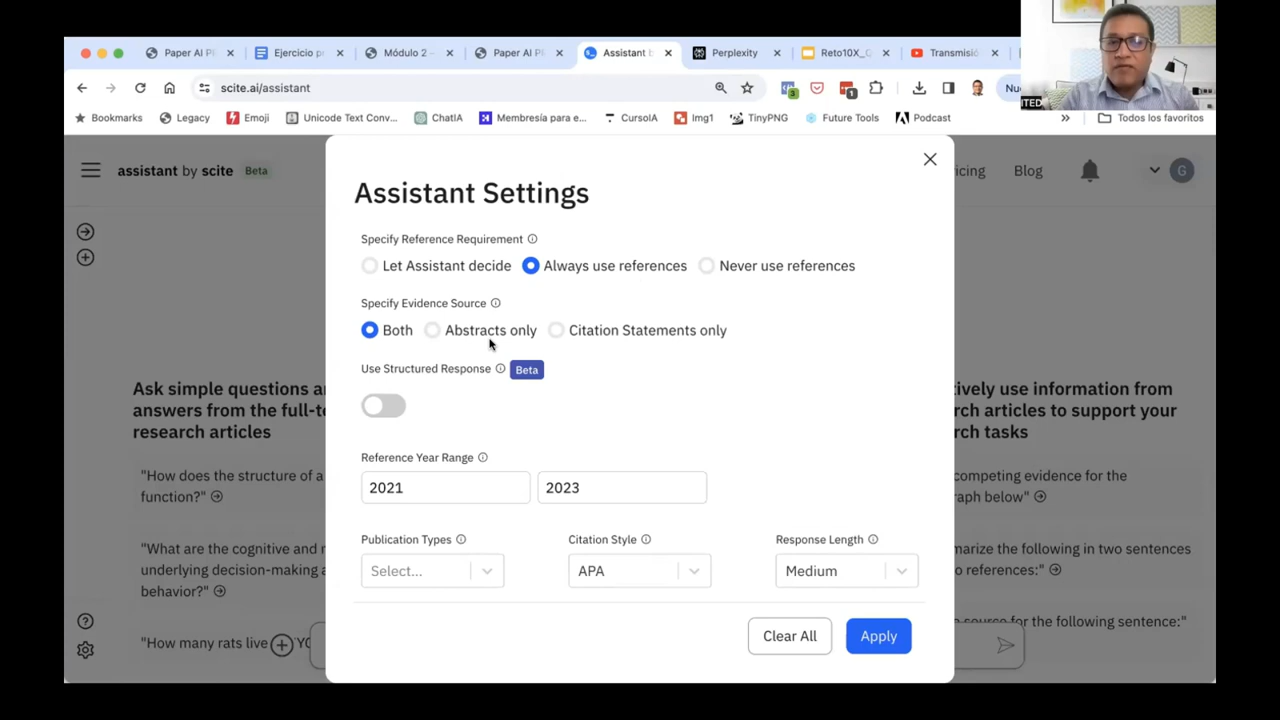 Paper AI P
Ejercicio p
Módulo 2 –
Paper AI P
Assistant b
Perplexity
Reto10X_
Transmisió
scite.ai/assistant
3
1
Nue
ITED
Bookmarks
Legacy
Emoji
Unicode Text Conv...
ChatIA
Membresía para e...
CursoIA
Img1
TinyPNG
Future Tools
Podcast
Todos los favoritos
assistant by scite Beta
ricing
Blog
G
Assistant Settings
Specify Reference Requirement
Let Assistant decide
Always use references
Never use references
Specify Evidence Source
Both
Abstracts only
Citation Statements only
Use Structured Response
Beta
Ask simple questions a
answers from the full-te
research articles
tively use information from
rch articles to support your
rch tasks
Reference Year Range
2021
2023
"How does the structure of a
function?"
competing evidence for the
raph below"
Publication Types
Citation Style
Response Length
Select...
APA
Medium
"What are the cognitive and n
underlying decision-making a
behavior?"
marize the following in two sentences
o references:"
"How many rats live
YO
a source for the following sentence:"
Clear All
Apply